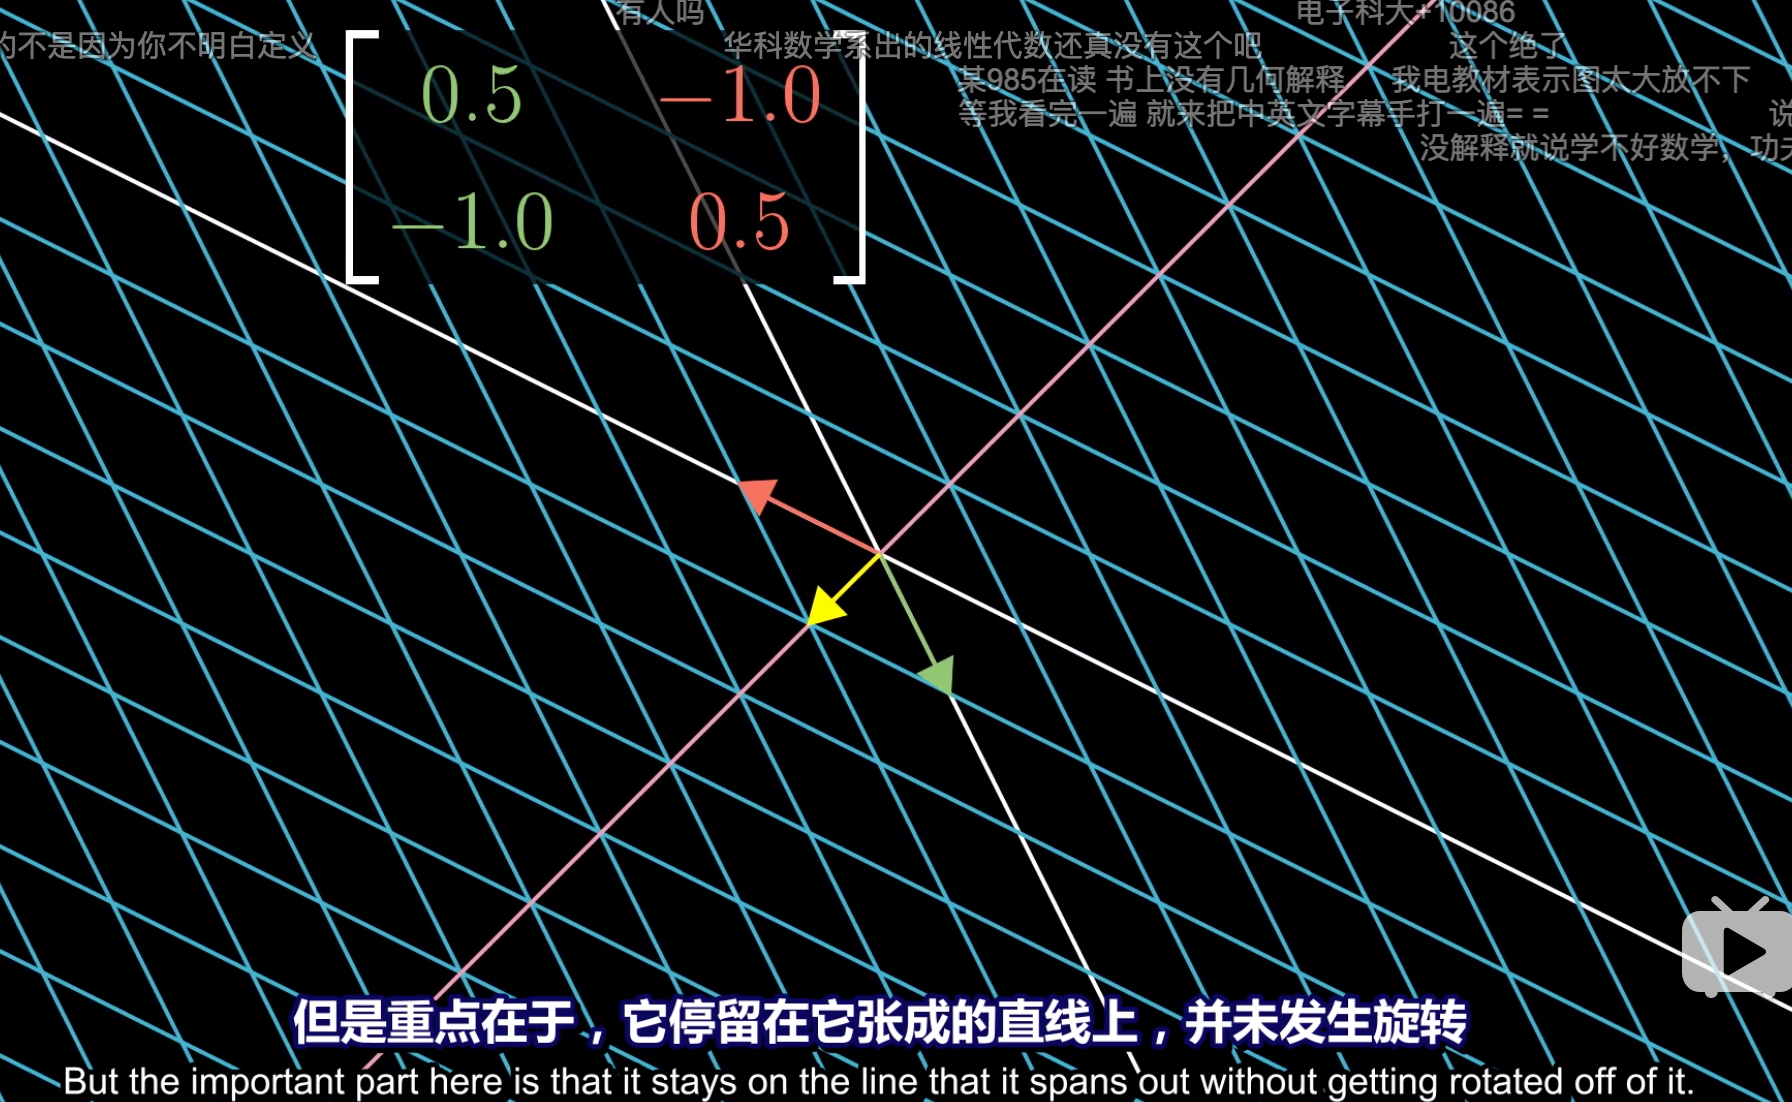 有人吗
电子科大+10086
的不是因为你不明白定义
华科数学系出的线性代数还真没有这个吧
这个绝了
某985在读 书上没有几何解释
我电教材表示图太大放不下
等我看完一遍 就来把中英文字幕手打一遍= =
说
没解释就说学不好数学，功夫
0.5 −1.0
−1.0 0.5
但是重点在于，它停留在它张成的直线上，并未发生旋转
But the important part here is that it stays on the line that it spans out without getting rotated off of it.